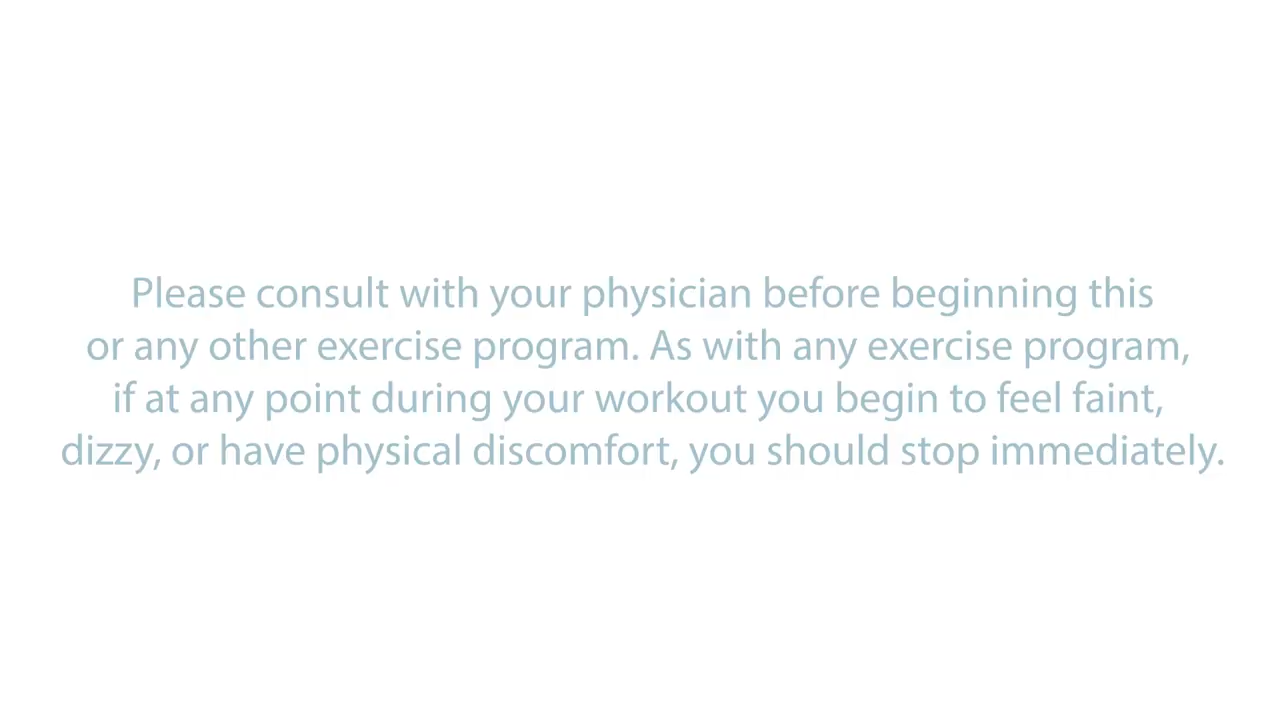 Please consult with your physician before beginning this
or any other exercise program. As with any exercise program,
if at any point during your workout you begin to feel faint,
dizzy, or have physical discomfort, you should stop immediately.